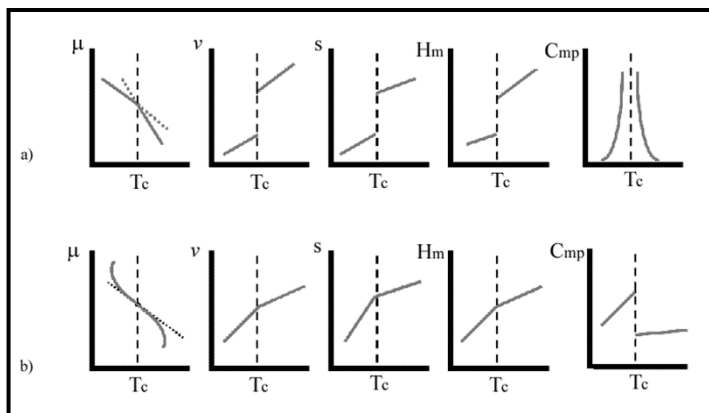 μ ν s Hm Cmp
a)
Tc Tc Tc Tc Tc
μ ν s Hm Cmp
b)
Tc Tc Tc Tc Tc